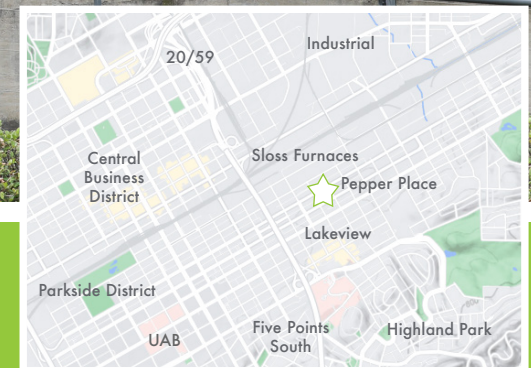 Industrial
20/59
Central
Business
District
Sloss Furnaces
Pepper Place
Lakeview
Parkside District
UAB
Five Points
South
Highland Park